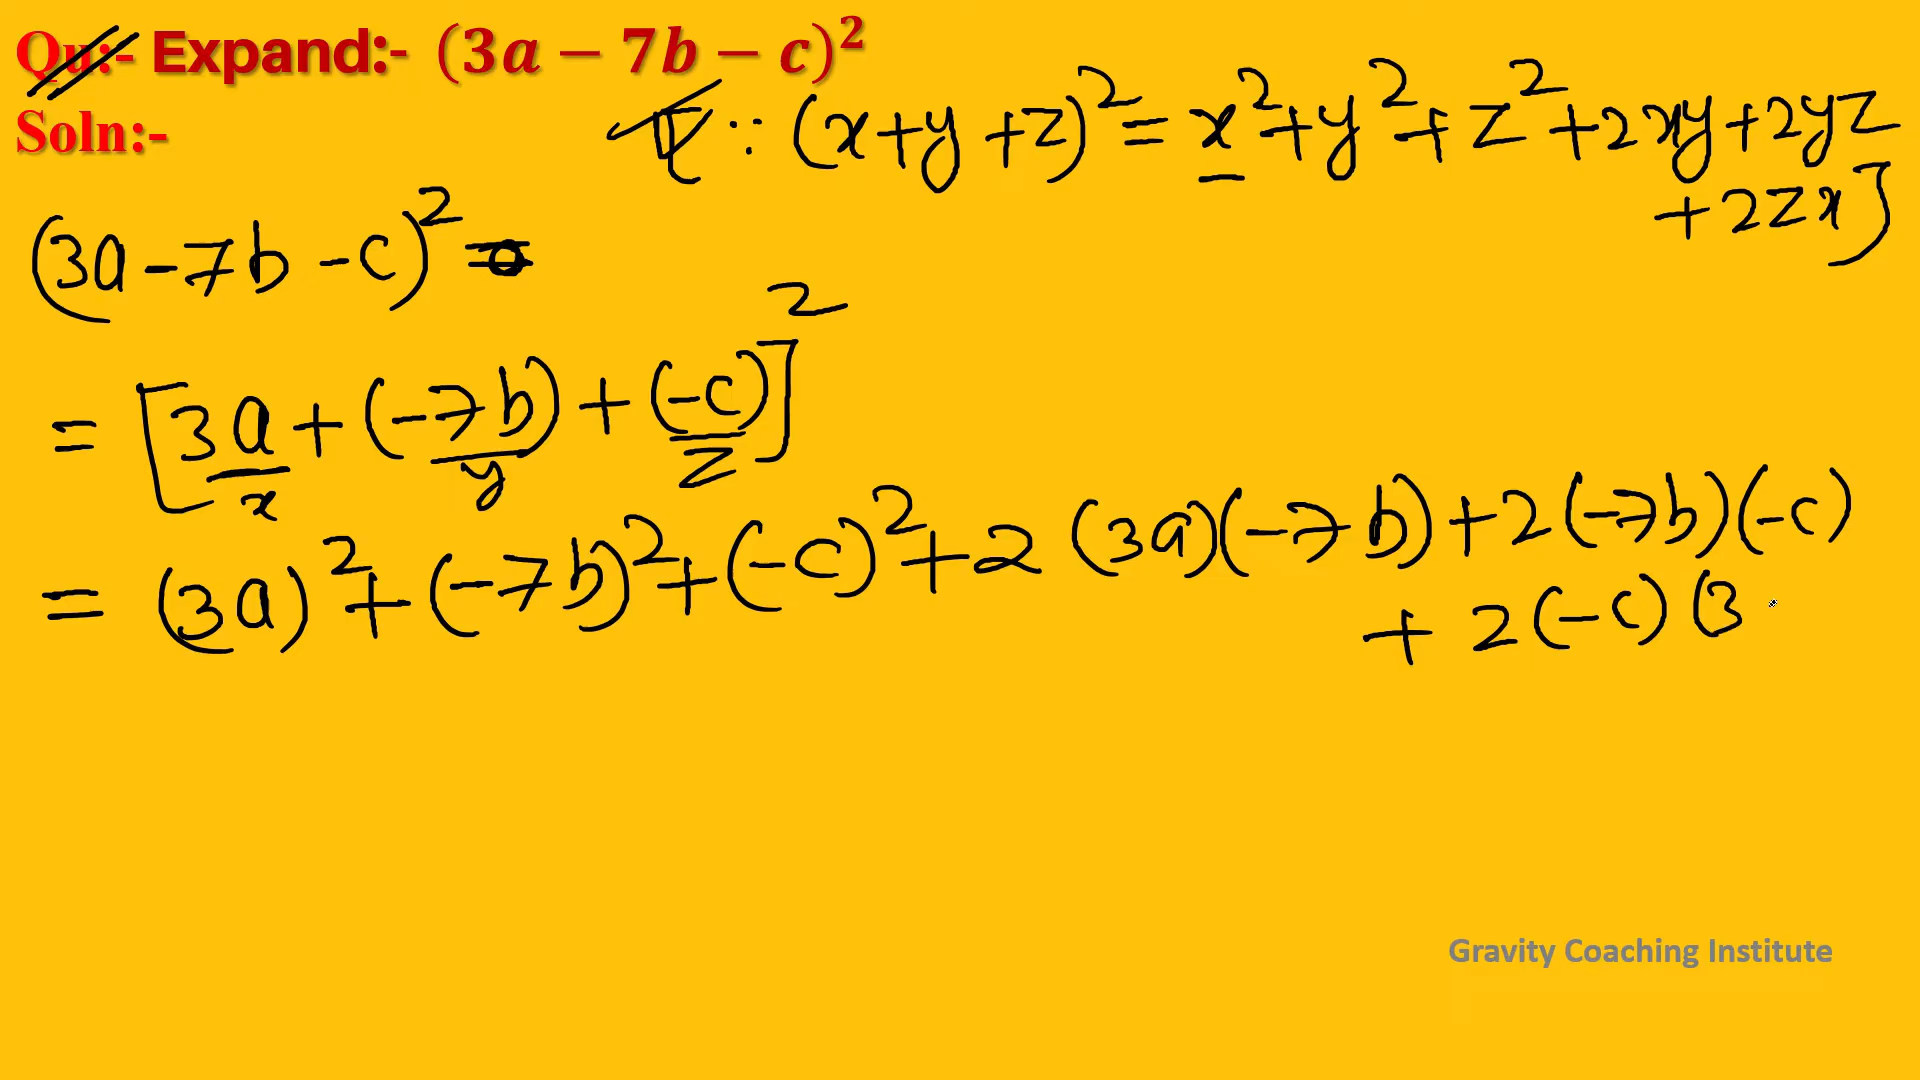 Qu:- Expand:- (3a − 7b − c)²
Soln:-
[∵ (x+y+z)² = x²+y²+z²+2xy+2yz
+2zx]
(3a-7b-c)² =
= [3a+(-7b)+(-c)]²
x y z
= (3a)²+(-7b)²+(-c)²+2(3a)(-7b)+2(-7b)(-c)
+2(-c)(3
Gravity Coaching Institute